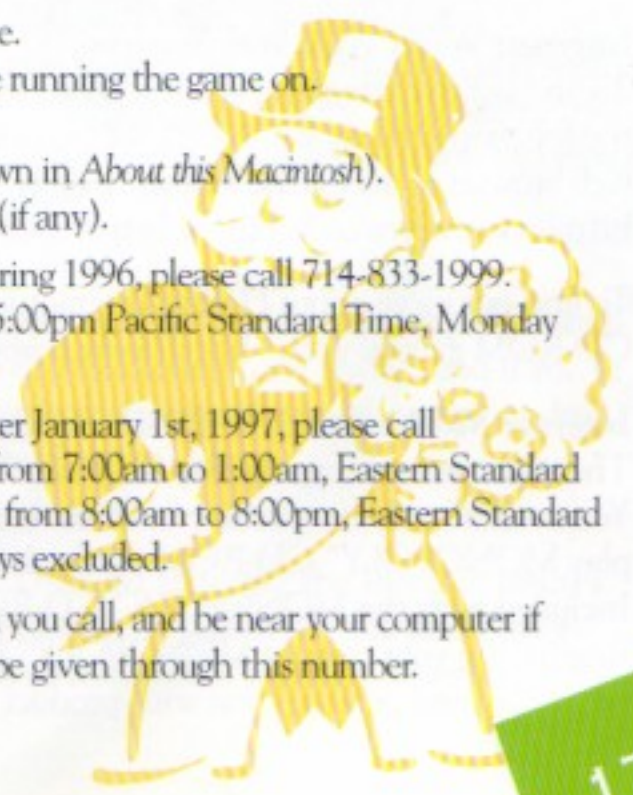 e.
e running the game on.
wn in About this Macintosh).
(if any).
ring 1996, please call 714-833-1999.
5:00pm Pacific Standard Time, Monday
er January 1st, 1997, please call
rom 7:00am to 1:00am, Eastern Standard
from 8:00am to 8:00pm, Eastern Standard
ys excluded.
you call, and be near your computer if
be given through this number.